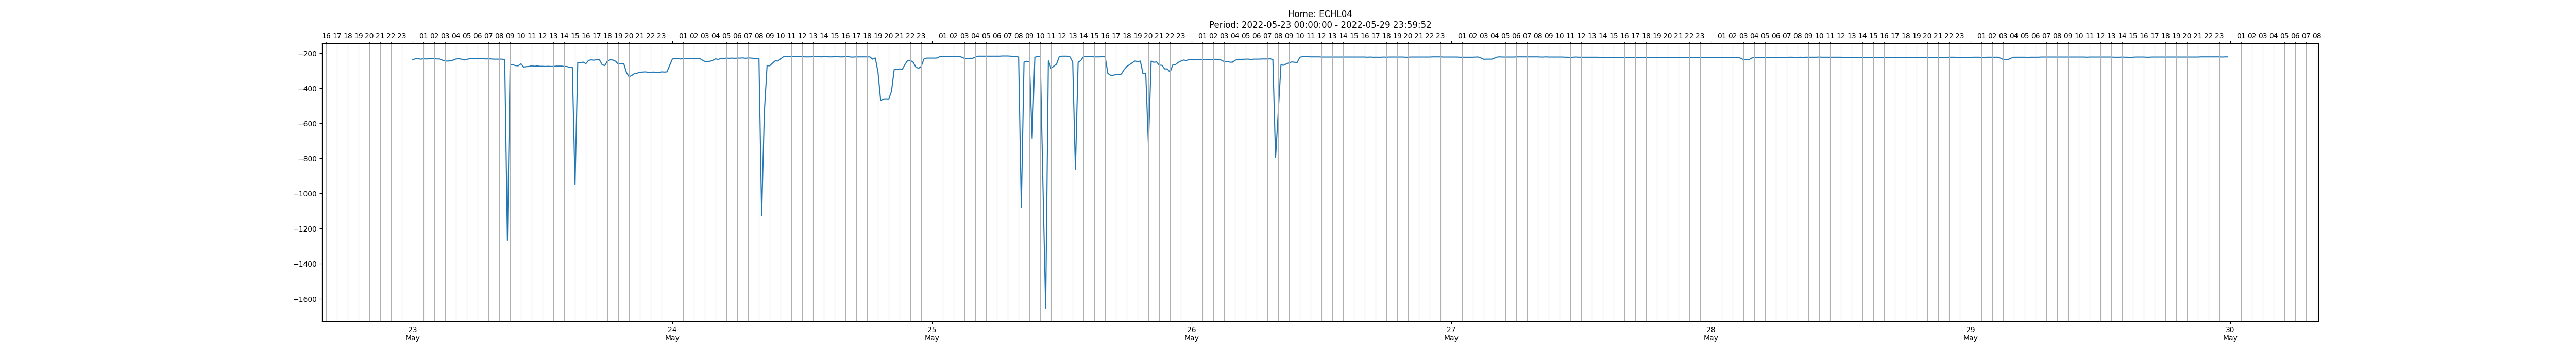 Home: ECHL04
Period: 2022-05-23 00:00:00 - 2022-05-29 23:59:52
16 17 18 19 20 21 22 23 01 02 03 04 05 06 07 08 09 10 11 12 13 14 15 16 17 18 19 20 21 22 23 01 02 03 04 05 06 07 08 09 10 11 12 13 14 15 16 17 18 19 20 21 22 23 01 02 03 04 05 06 07 08 09 10 11 12 13 14 15 16 17 18 19 20 21 22 23 01 02 03 04 05 06 07 08 09 10 11 12 13 14 15 16 17 18 19 20 21 22 23 01 02 03 04 05 06 07 08 09 10 11 12 13 14 15 16 17 18 19 20 21 22 23 01 02 03 04 05 06 07 08 09 10 11 12 13 14 15 16 17 18 19 20 21 22 23 01 02 03 04 05 06 07 08 09 10 11 12 13 14 15 16 17 18 19 20 21 22 23 01 02 03 04 05 06 07 08
−200
−400
−600
−800
−1000
−1200
−1400
−1600
23 24 25 26 27 28 29 30
May May May May May May May May